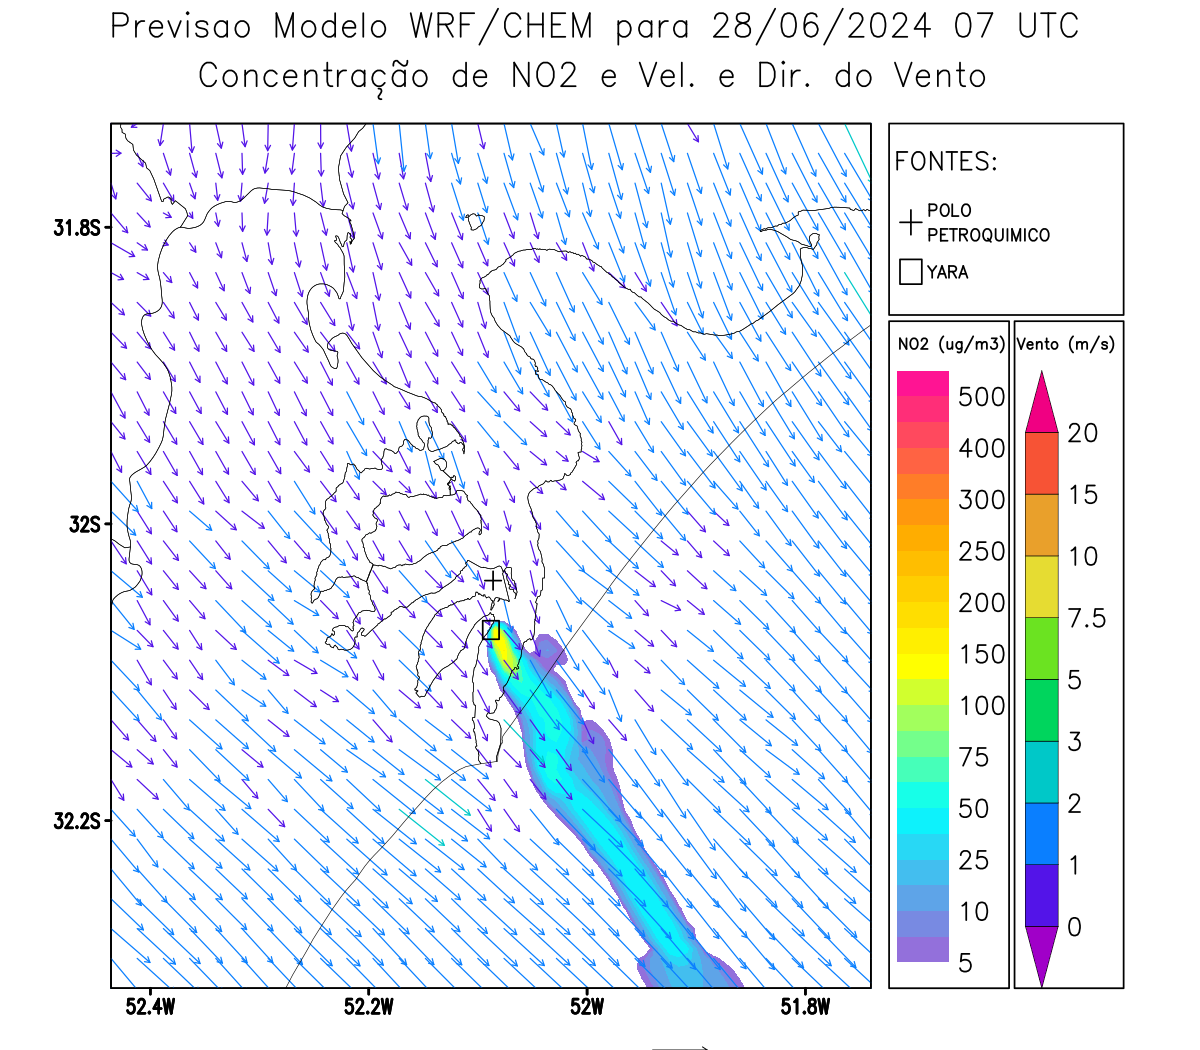 Previsao Modelo WRF/CHEM para 28/06/2024 07 UTC
Concentração de NO2 e Vel. e Dir. do Vento
FONTES:
POLO
PETROQUIMICO
YARA
31.8S
32S
32.2S
52.4W
52.2W
52W
51.8W
NO2 (ug/m3)
500
400
300
250
200
150
100
75
50
25
10
5
Vento (m/s)
20
15
10
7.5
5
3
2
1
0